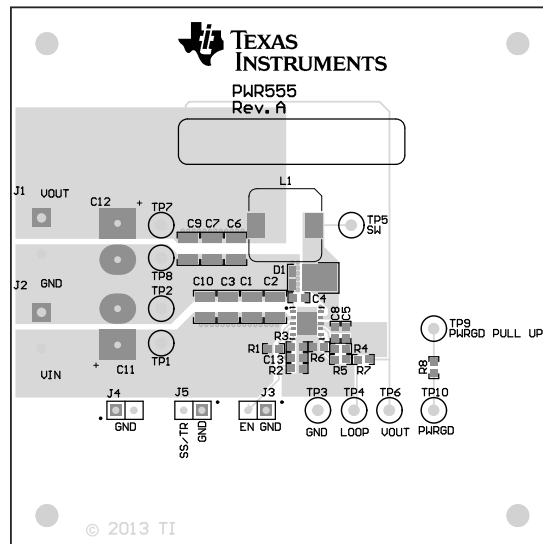 TEXAS
INSTRUMENTS
PWR555
Rev. A
L1
J1 VOUT C12 + TP7
C9 C7 C6
TP5
SW
TP8
GND
D1
J2
TP2
C10 C3 C1 C2
C4
C8 C5
TP9
PWRGD PULL UP
R3
R1 R6 R4
C13 R5 R7
R2
+ C11 TP1
VIN
R8
J4 J5 J3 TP3 TP4 TP6 TP10
GND SS/TR GND EN GND GND LOOP VOUT PWRGD
© 2013 TI